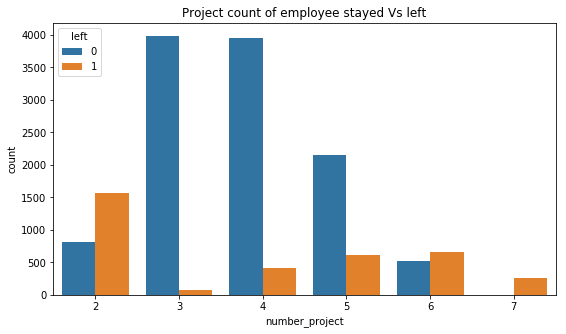 Project count of employee stayed Vs left
left
0
1
4000
3500
3000
2500
2000
1500
1000
500
0
count
2 3 4 5 6 7
number_project